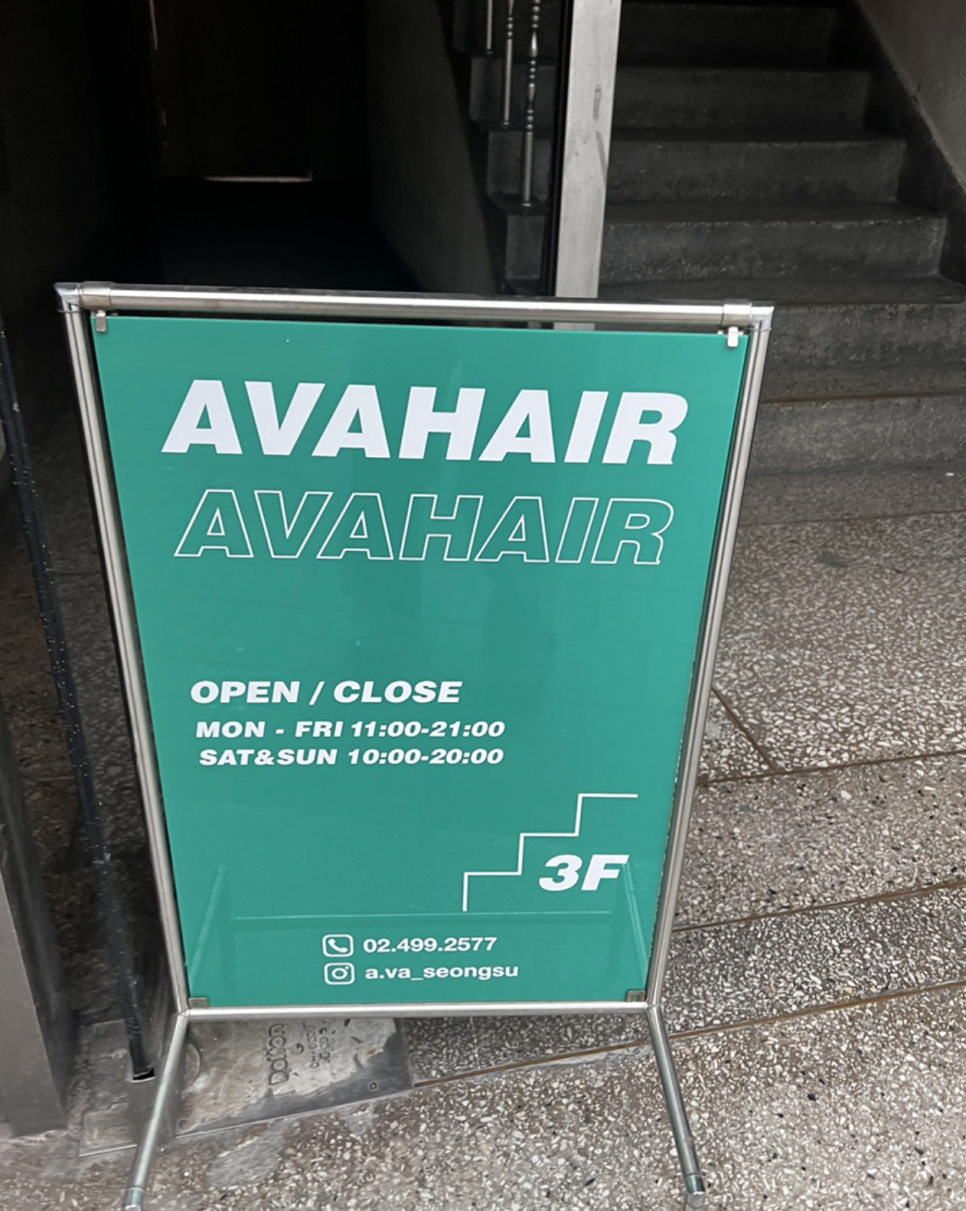 AVAHAIR
AVAHAIR
OPEN / CLOSE
MON - FRI 11:00-21:00
SAT&SUN 10:00-20:00
3F
02.499.2577
a.va_seongsu